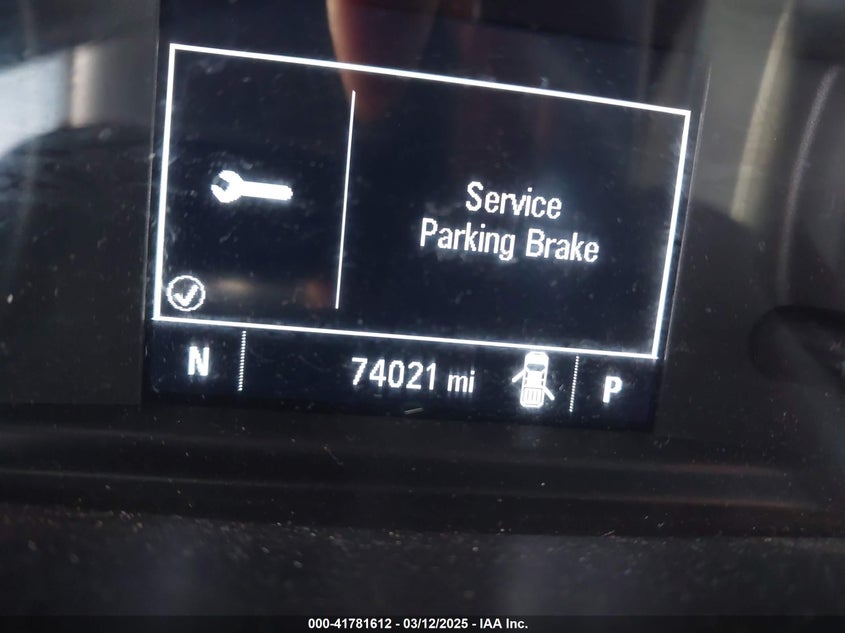 Service
Parking Brake
N
74021 mi
P
000-41781612 - 03/12/2025 - IAA Inc.